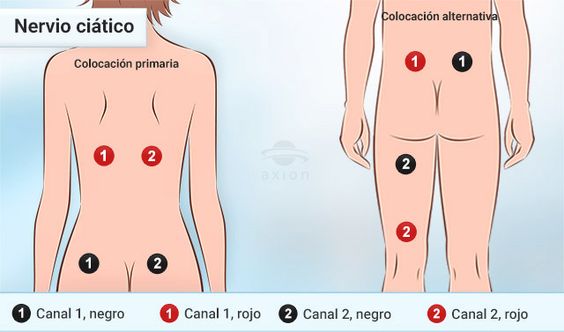 Nervio ciático
Colocación primaria
Colocación alternativa
1 2
1 1
2
2
1 2
axion
1 Canal 1, negro 1 Canal 1, rojo 2 Canal 2, negro 2 Canal 2, rojo